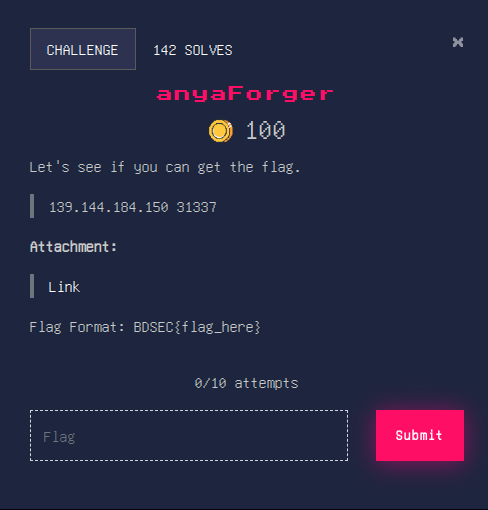 CHALLENGE 142 SOLVES ×
anyaForger
100
Let's see if you can get the flag.
139.144.184.150 31337
Attachment:
Link
Flag Format: BDSEC{flag_here}
0/10 attempts
Flag Submit